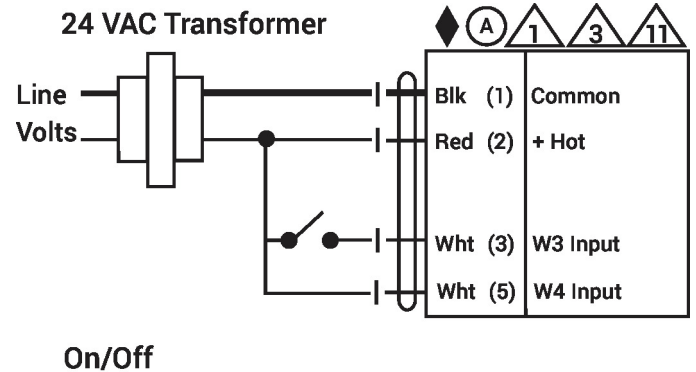 24 VAC Transformer
A 1 3 11
Line
Volts
Blk (1) Common
Red (2) + Hot
Wht (3) W3 Input
Wht (5) W4 Input
On/Off